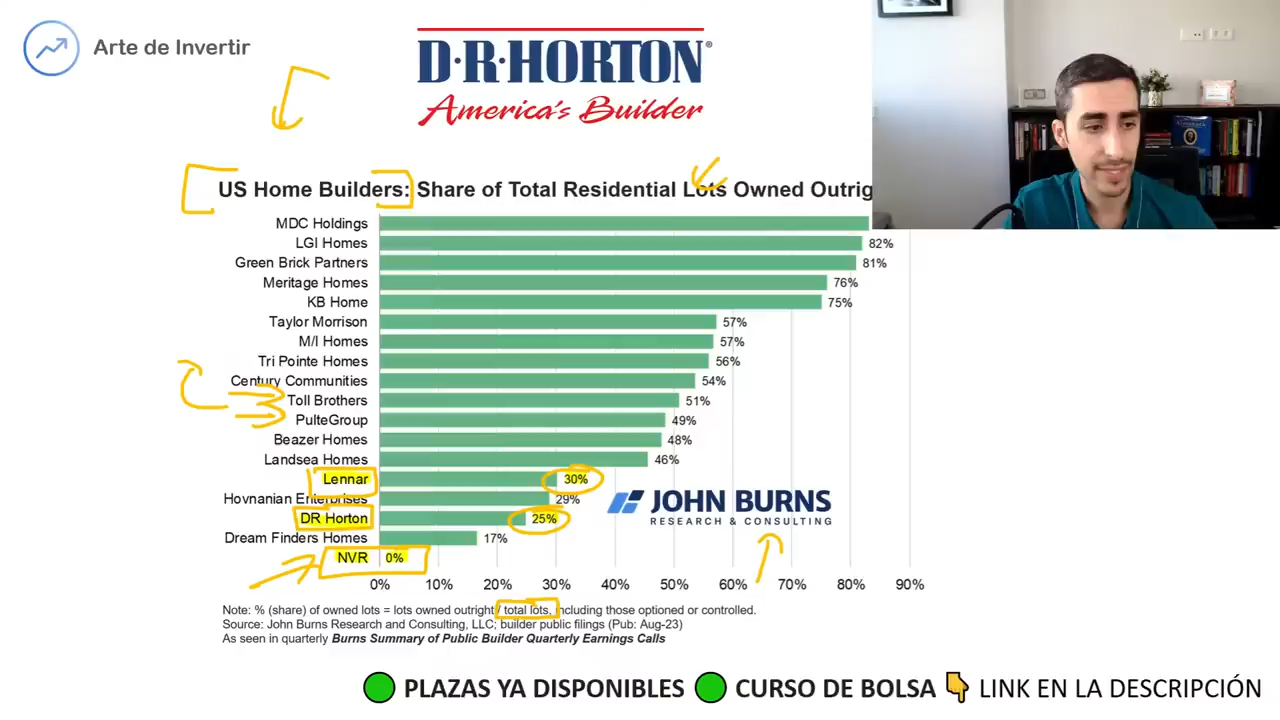 Arte de Invertir
D·R·HORTON®
America's Builder
US Home Builders: Share of Total Residential Lots Owned Outrig
MDC Holdings
LGI Homes 82%
Green Brick Partners 81%
Meritage Homes 76%
KB Home 75%
Taylor Morrison 57%
M/I Homes 57%
Tri Pointe Homes 56%
Century Communities 54%
Toll Brothers 51%
PulteGroup 49%
Beazer Homes 48%
Landsea Homes 46%
Lennar 30%
Hovnanian Enterprises 29%
DR Horton 25%
Dream Finders Homes 17%
NVR 0%
JOHN BURNS
RESEARCH & CONSULTING
0% 10% 20% 30% 40% 50% 60% 70% 80% 90%
Note: % (share) of owned lots = lots owned outright / total lots, including those optioned or controlled.
Source: John Burns Research and Consulting, LLC; builder public filings (Pub: Aug-23)
As seen in quarterly Burns Summary of Public Builder Quarterly Earnings Calls
PLAZAS YA DISPONIBLES CURSO DE BOLSA LINK EN LA DESCRIPCIÓN